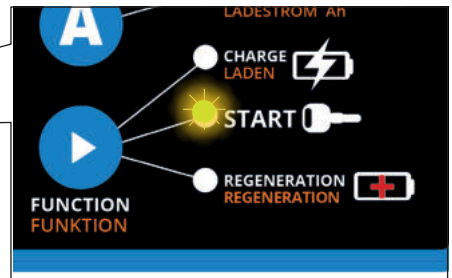 A
LADESTROM Ah
CHARGE
LADEN
START
REGENERATION
REGENERATION
FUNCTION
FUNKTION